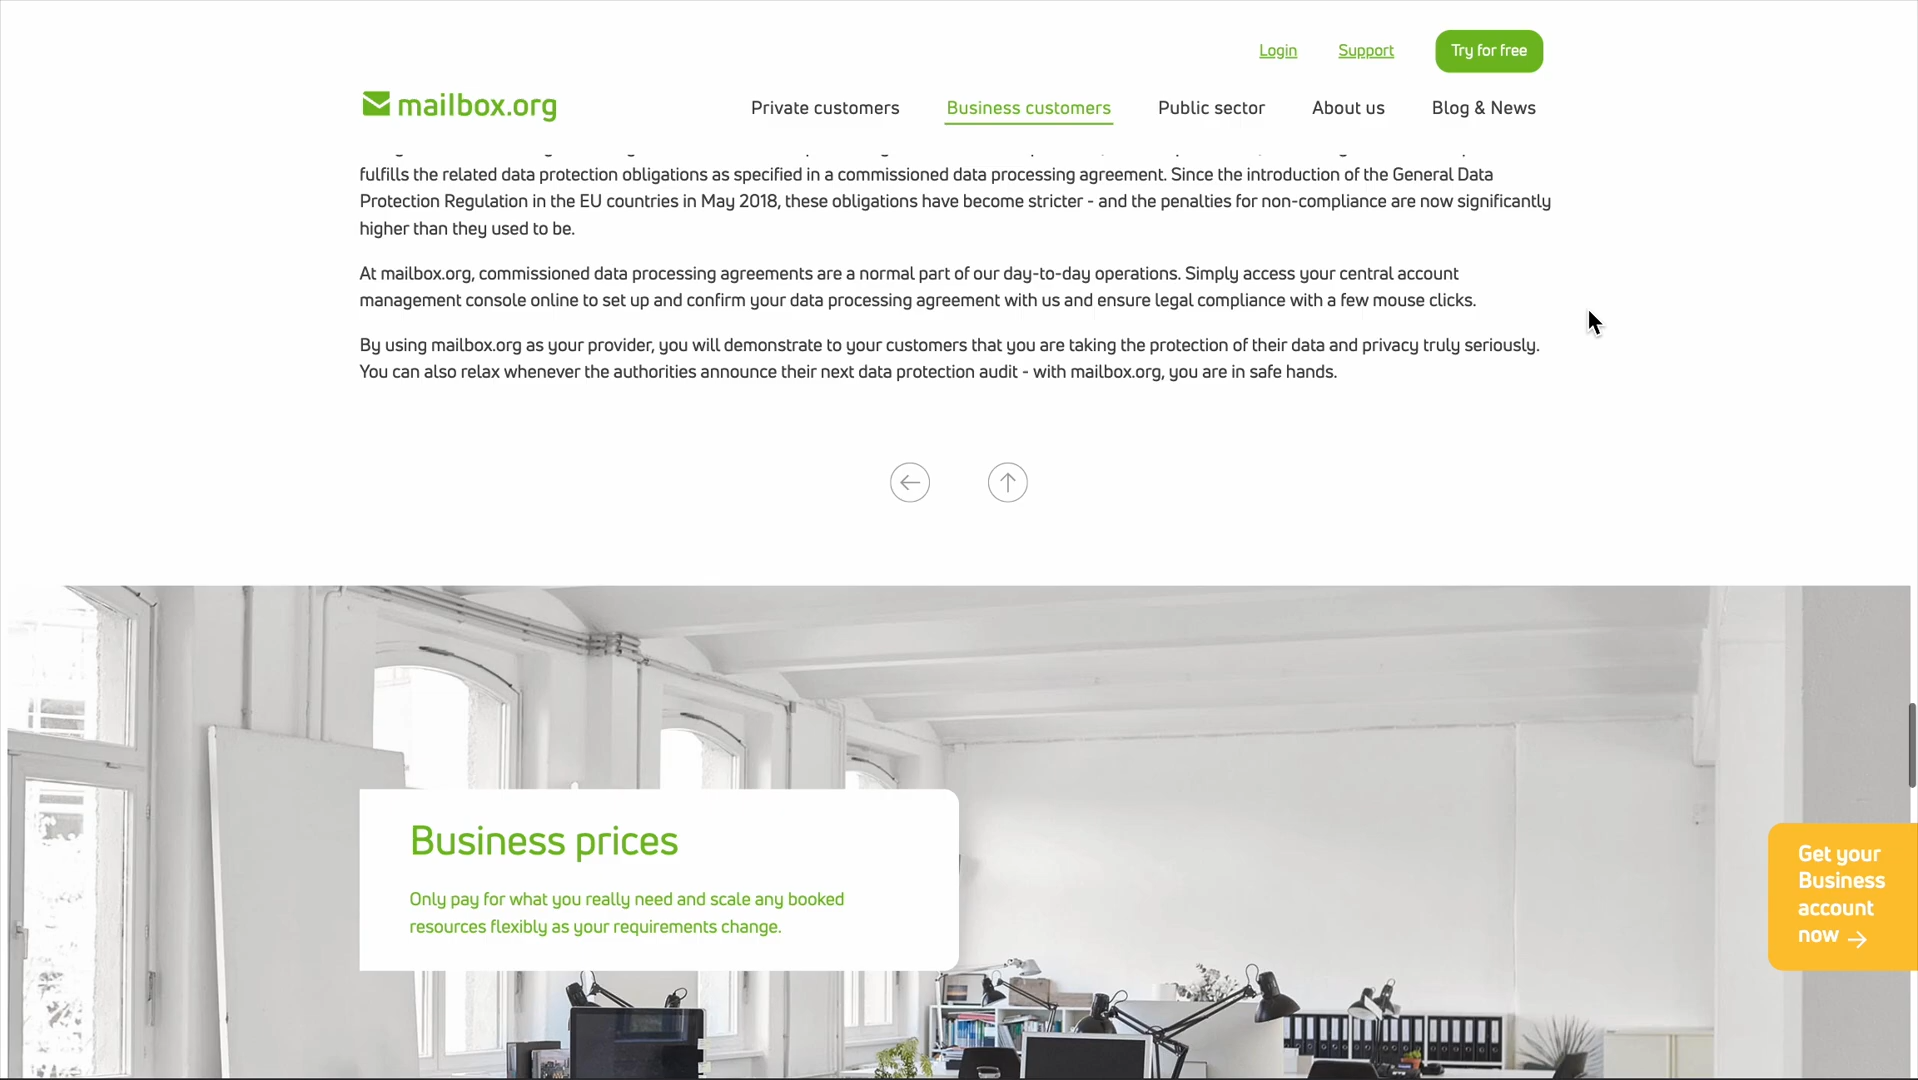 Login Support Try for free
mailbox.org Private customers Business customers Public sector About us Blog & News
fulfills the related data protection obligations as specified in a commissioned data processing agreement. Since the introduction of the General Data
Protection Regulation in the EU countries in May 2018, these obligations have become stricter - and the penalties for non-compliance are now significantly
higher than they used to be.
At mailbox.org, commissioned data processing agreements are a normal part of our day-to-day operations. Simply access your central account
management console online to set up and confirm your data processing agreement with us and ensure legal compliance with a few mouse clicks.
By using mailbox.org as your provider, you will demonstrate to your customers that you are taking the protection of their data and privacy truly seriously.
You can also relax whenever the authorities announce their next data protection audit - with mailbox.org, you are in safe hands.
Business prices
Only pay for what you really need and scale any booked
resources flexibly as your requirements change.
Get your
Business
account
now